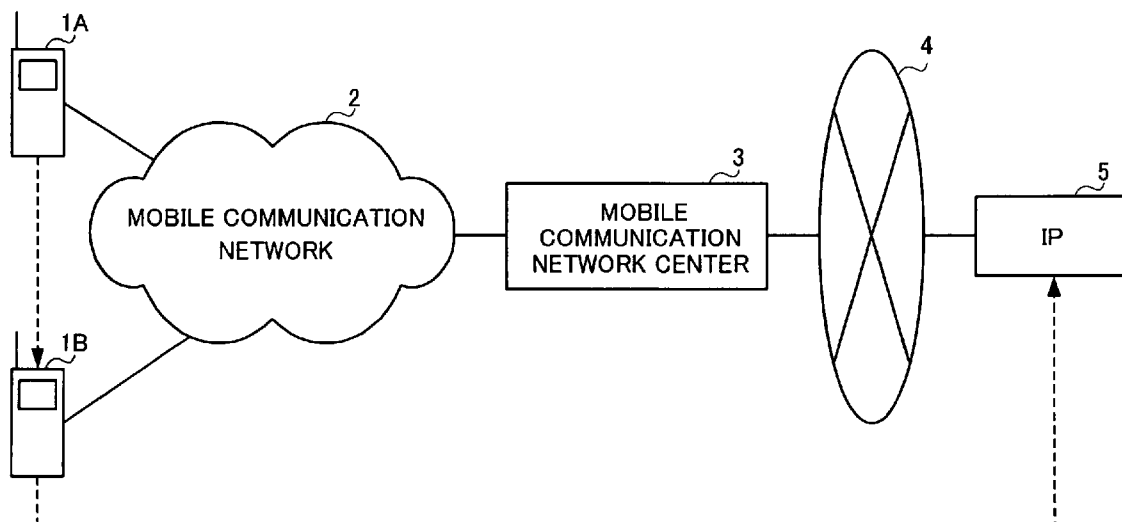 1A
2
MOBILE COMMUNICATION
NETWORK
3
MOBILE
COMMUNICATION
NETWORK CENTER
4
5
IP
1B